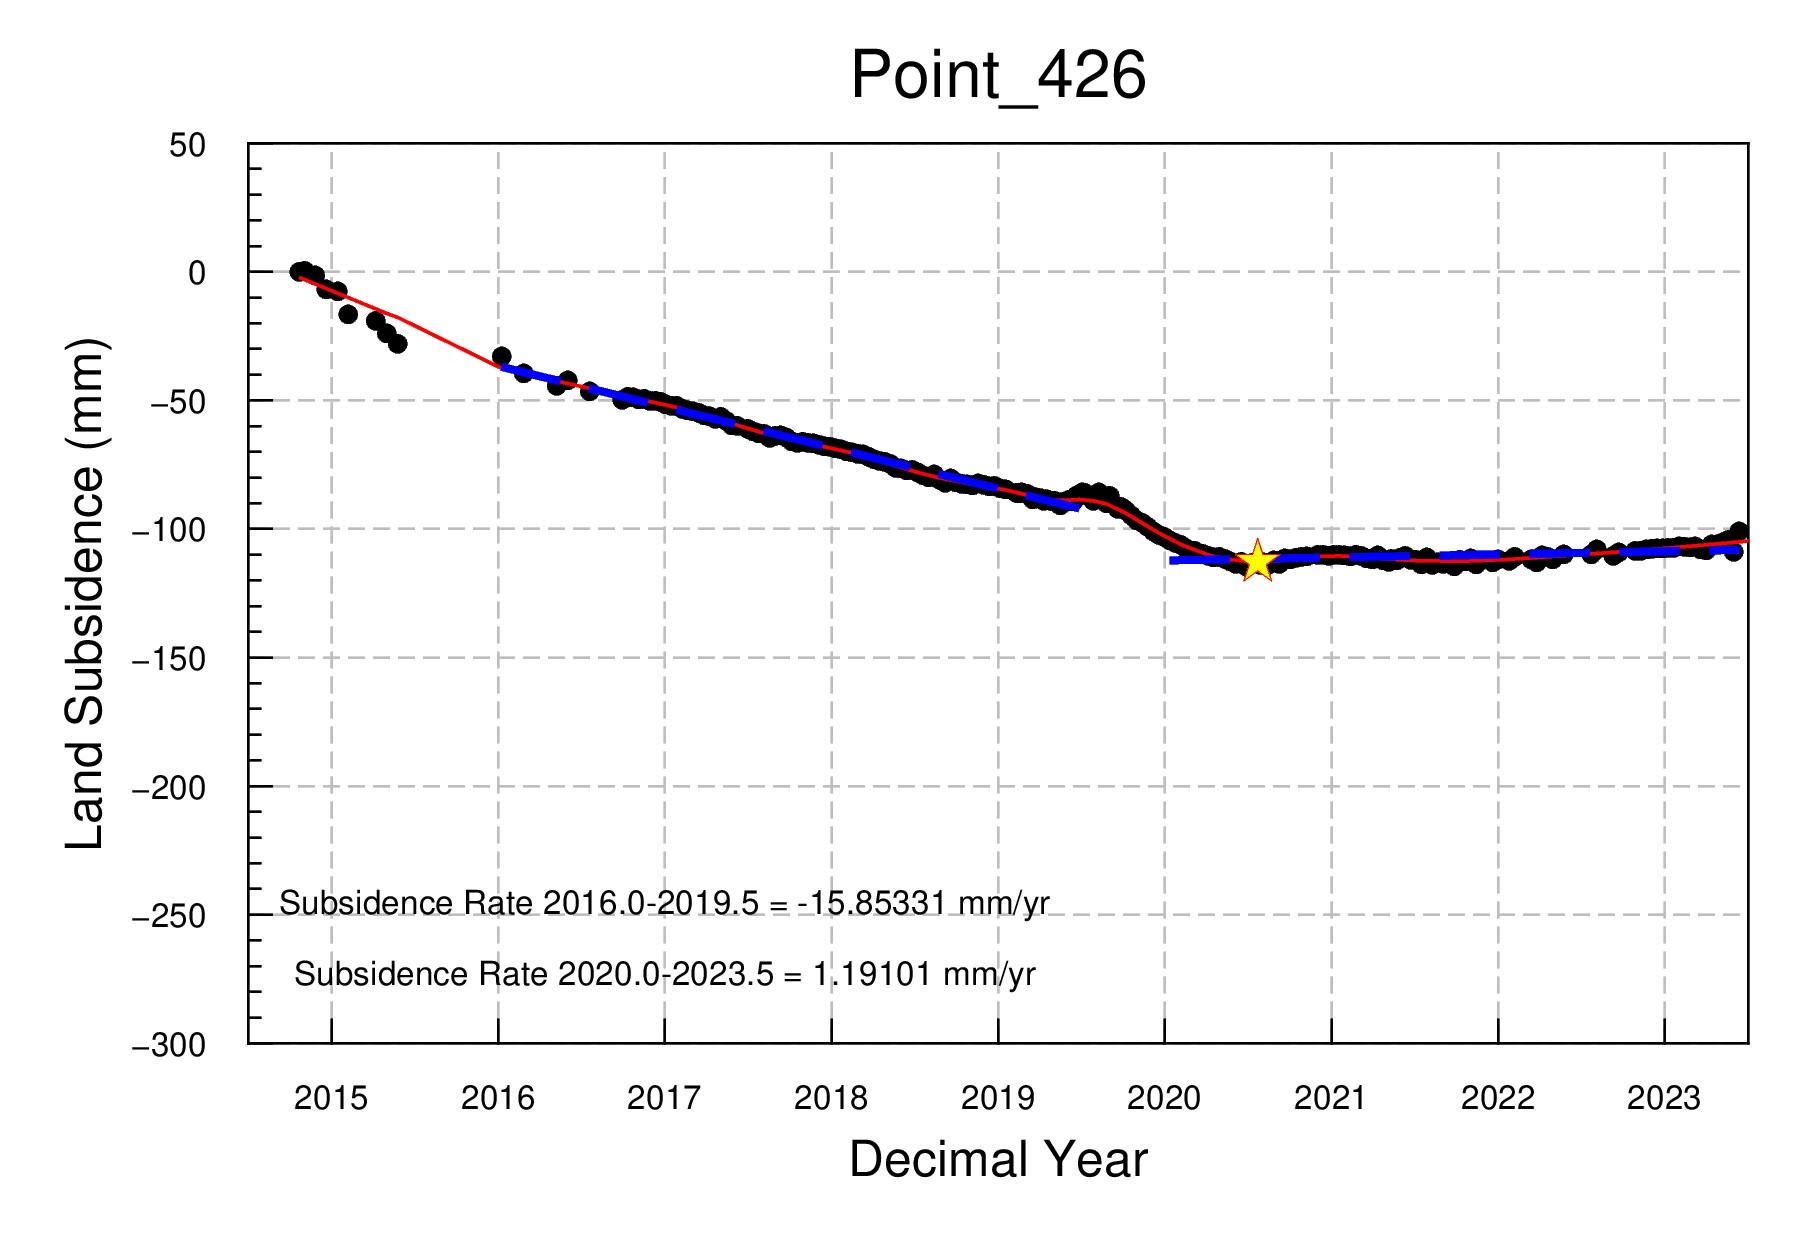 Point_426
50
0
−50
−100
−150
−200
−250
−300
Land Subsidence (mm)
Subsidence Rate 2016.0-2019.5 = -15.85331 mm/yr
Subsidence Rate 2020.0-2023.5 = 1.19101 mm/yr
2015 2016 2017 2018 2019 2020 2021 2022 2023
Decimal Year